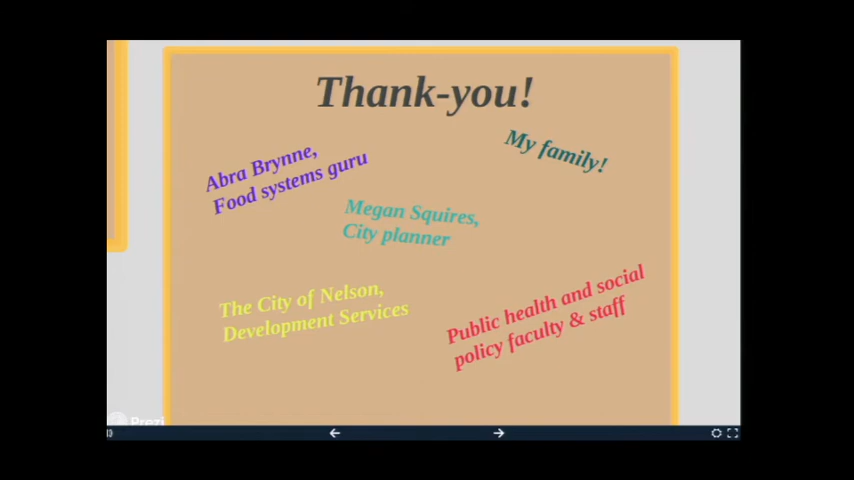 Thank-you!
My family!
Abra Brynne,
Food systems guru
Megan Squires,
City planner
The City of Nelson,
Development Services
Public health and social
policy faculty & staff
Prezi